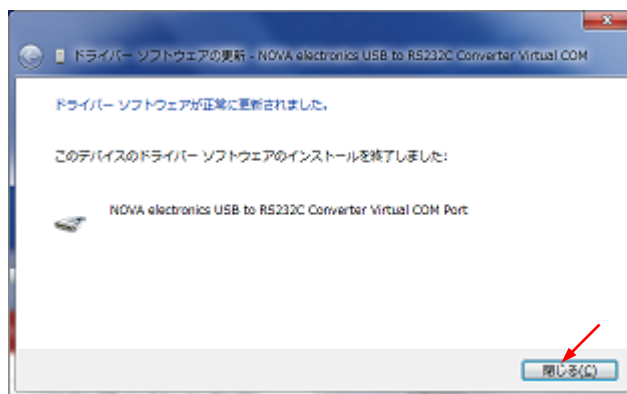 ドライバー ソフトウェアの更新 - NOVA electronics USB to RS232C Converter Virtual COM
ドライバー ソフトウェアが正常に更新されました。
このデバイスのドライバー ソフトウェアのインストールを終了しました:
NOVA electronics USB to RS232C Converter Virtual COM Port
閉じる(C)